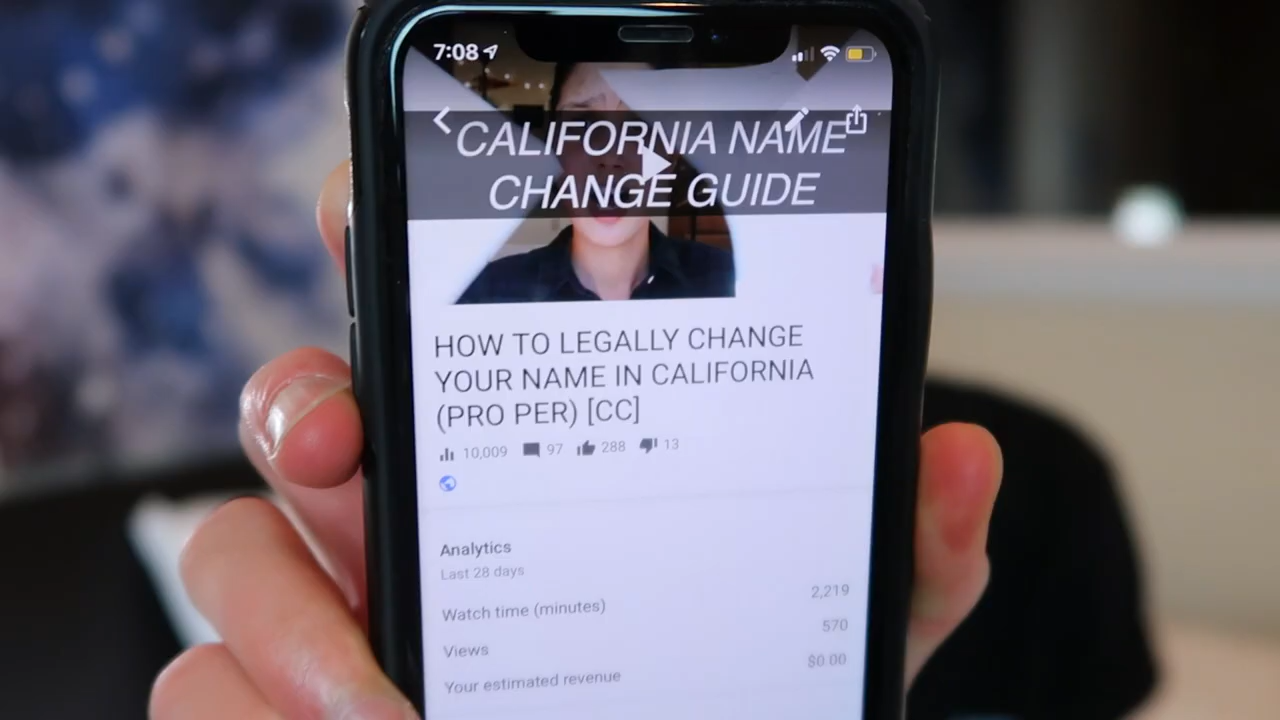 7:08
CALIFORNIA NAME
CHANGE GUIDE
HOW TO LEGALLY CHANGE
YOUR NAME IN CALIFORNIA
(PRO PER) [CC]
10,009 97 288 13
Analytics
Last 28 days
Watch time (minutes) 2,219
Views 570
Your estimated revenue $0.00